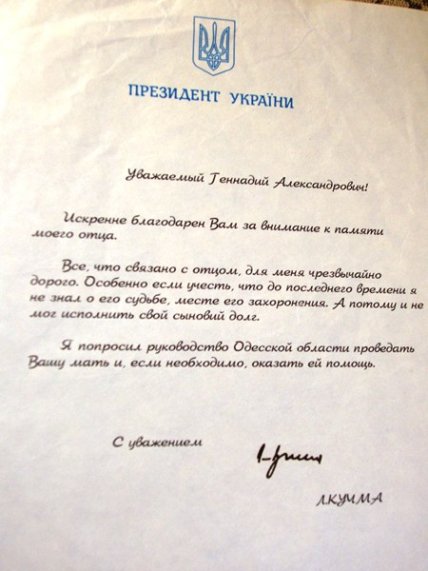 ПРЕЗИДЕНТ УКРАЇНИ
Уважаемый Геннадий Александрович!
Искренне благодарен Вам за внимание к памяти
моего отца.
Все, что связано с отцом, для меня чрезвычайно
дорого. Особенно если учесть, что до последнего времени я
не знал о его судьбе, месте его захоронения. А потому и не
мог исполнить свой сыновий долг.
Я попросил руководство Одесской области проведать
Вашу мать и, если необходимо, оказать ей помощь.
С уважением
Л.КУЧМА